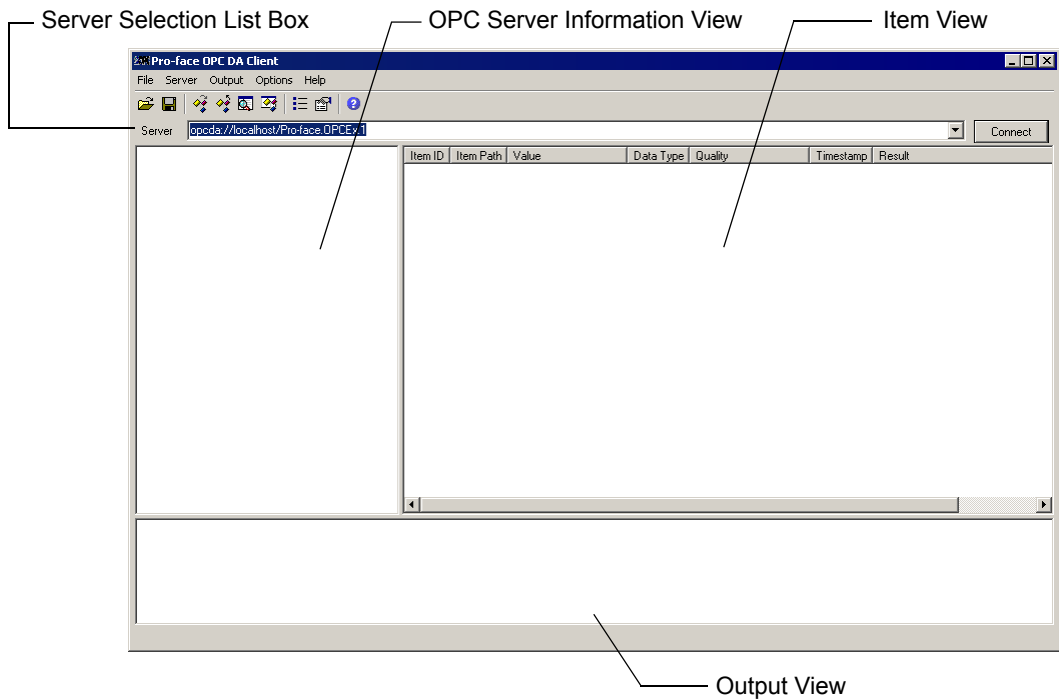 Server Selection List Box
OPC Server Information View
Item View
Pro-face OPC DA Client
File Server Output Options Help
Server opcda://localhost/Pro-face.OPCEx.1 Connect
Item ID Item Path Value Data Type Quality Timestamp Result
Output View